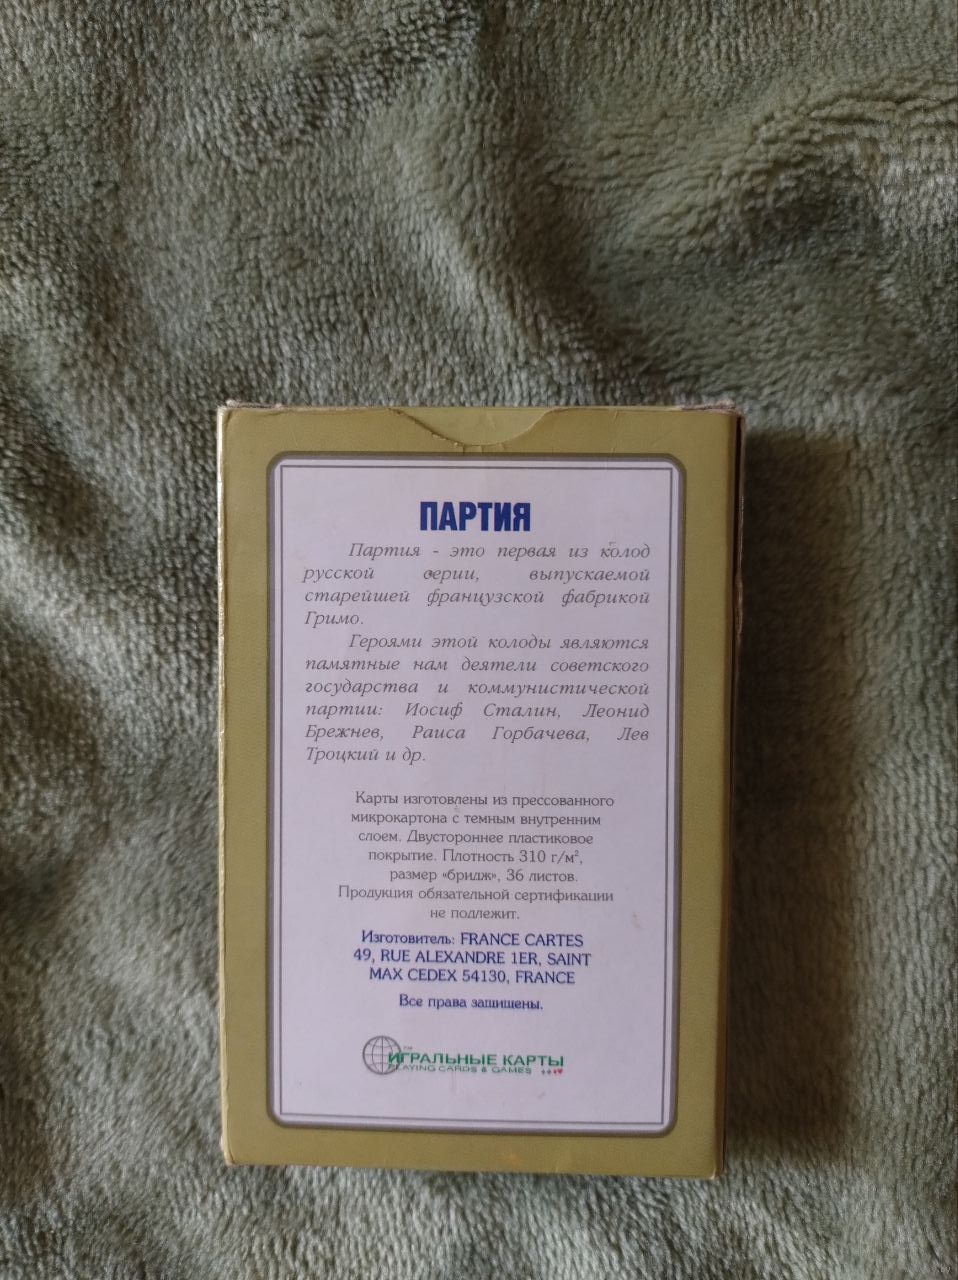 ПАРТИЯ
Партия - это первая из колод
русской серии, выпускаемой
старейшей французской фабрикой
Гримо.
Героями этой колоды являются
памятные нам деятели советского
государства и коммунистической
партии: Иосиф Сталин, Леонид
Брежнев, Раиса Горбачева, Лев
Троцкий и др.
Карты изготовлены из прессованного
микрокартона с темным внутренним
слоем. Двустороннее пластиковое
покрытие. Плотность 310 г/м²,
размер «бридж», 36 листов.
Продукция обязательной сертификации
не подлежит.
Изготовитель: FRANCE CARTES
49, RUE ALEXANDRE 1ER, SAINT
MAX CEDEX 54130, FRANCE
Все права защищены.
ИГРАЛЬНЫЕ КАРТЫ
PLAYING CARDS & GAMES